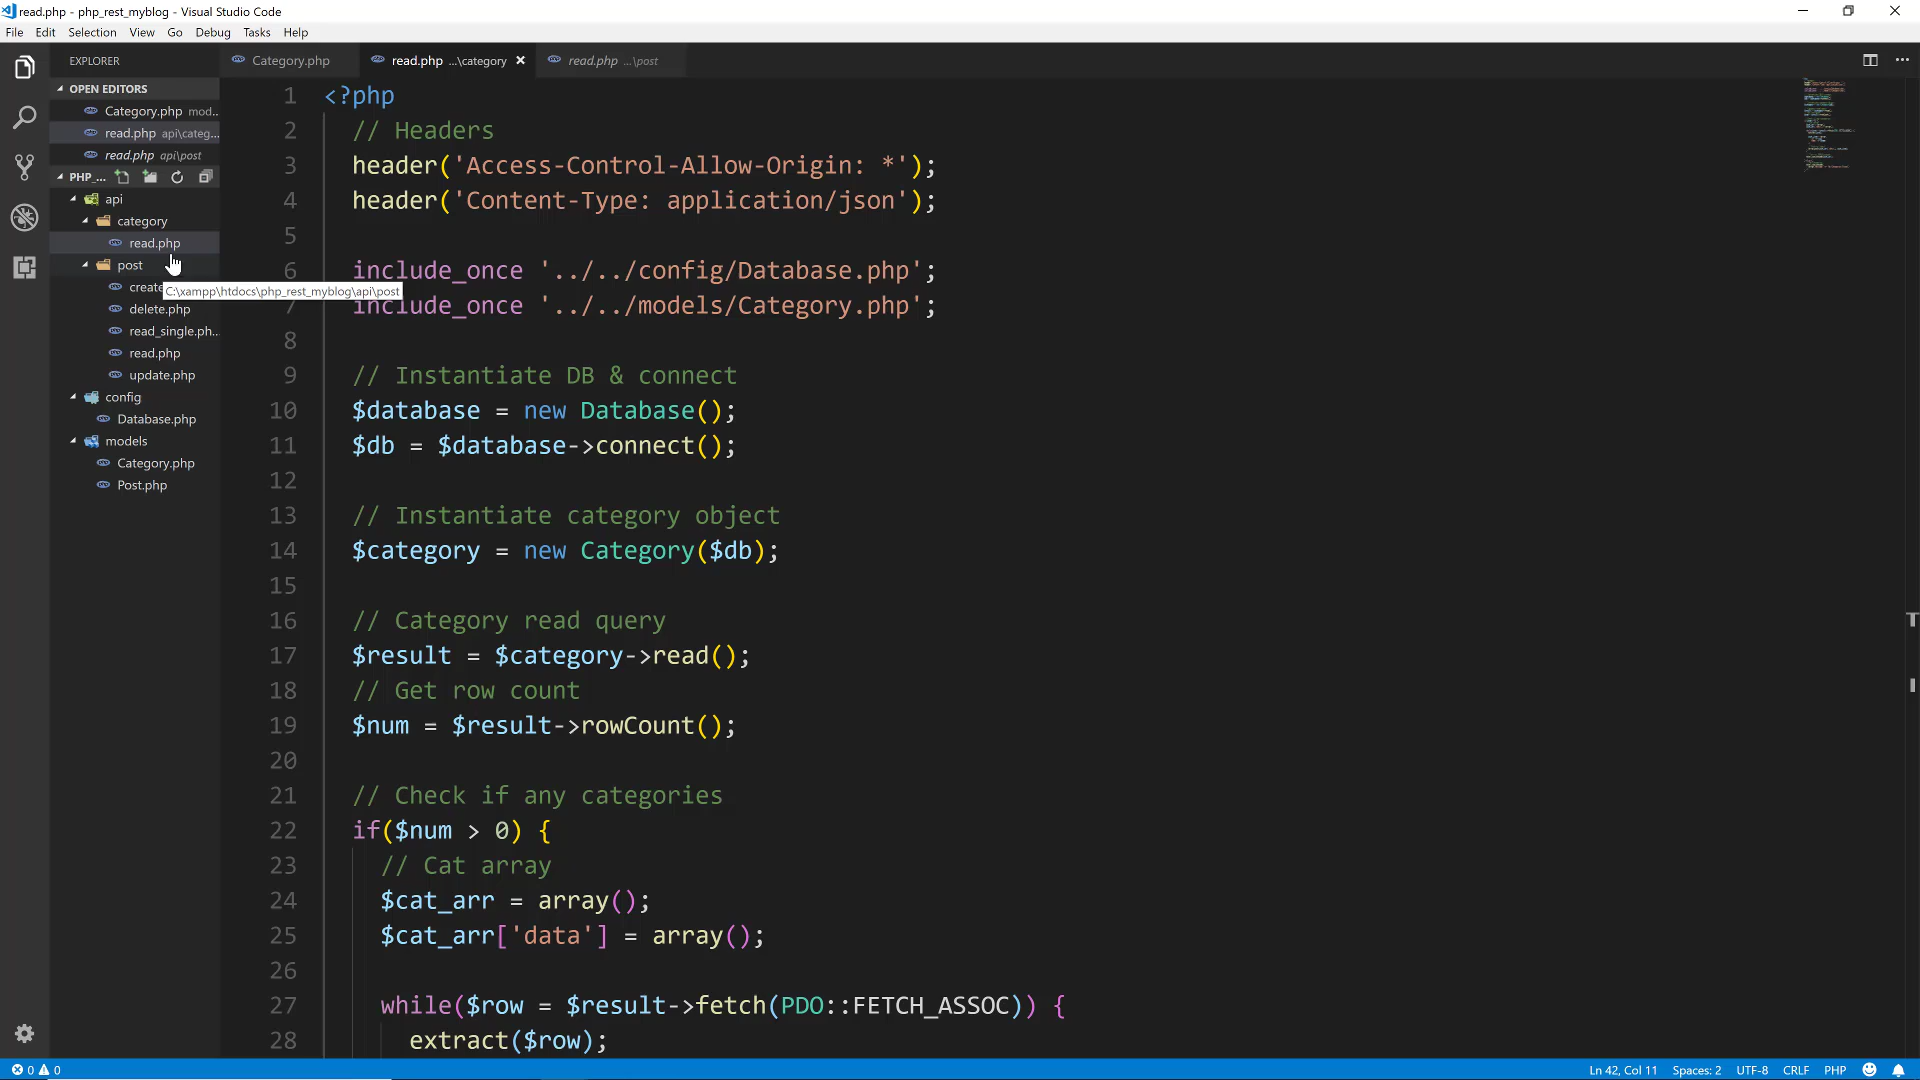 read.php - php_rest_myblog - Visual Studio Code
File Edit Selection View Go Debug Tasks Help
EXPLORER
Category.php
read.php ...\category
read.php ...\post
OPEN EDITORS
Category.php mod...
read.php api\categ...
read.php api\post
PHP_...
api
category
read.php
post
create
C:\xampp\htdocs\php_rest_myblog\api\post
delete.php
read_single.ph...
read.php
update.php
config
Database.php
models
Category.php
Post.php
1 <?php
2 // Headers
3 header('Access-Control-Allow-Origin: *');
4 header('Content-Type: application/json');
5
6 include_once '../../config/Database.php';
7 include_once '../../models/Category.php';
8
9 // Instantiate DB & connect
10 $database = new Database();
11 $db = $database->connect();
12
13 // Instantiate category object
14 $category = new Category($db);
15
16 // Category read query
17 $result = $category->read();
18 // Get row count
19 $num = $result->rowCount();
20
21 // Check if any categories
22 if($num > 0) {
23 // Cat array
24 $cat_arr = array();
25 $cat_arr['data'] = array();
26
27 while($row = $result->fetch(PDO::FETCH_ASSOC)) {
28 extract($row);
0 0
Ln 42, Col 11 Spaces: 2 UTF-8 CRLF PHP